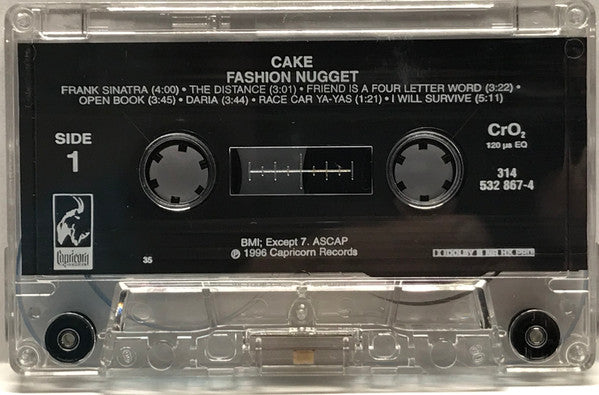 CAKE
FASHION NUGGET
FRANK SINATRA (4:00) • THE DISTANCE (3:01) • FRIEND IS A FOUR LETTER WORD (3:22) •
OPEN BOOK (3:45) • DARIA (3:44) • RACE CAR YA-YAS (1:21) • I WILL SURVIVE (5:11)
SIDE
1
CrO2
120 µs EQ
314
532 867-4
Capricorn
35
BMI; Except 7. ASCAP
℗ 1996 Capricorn Records